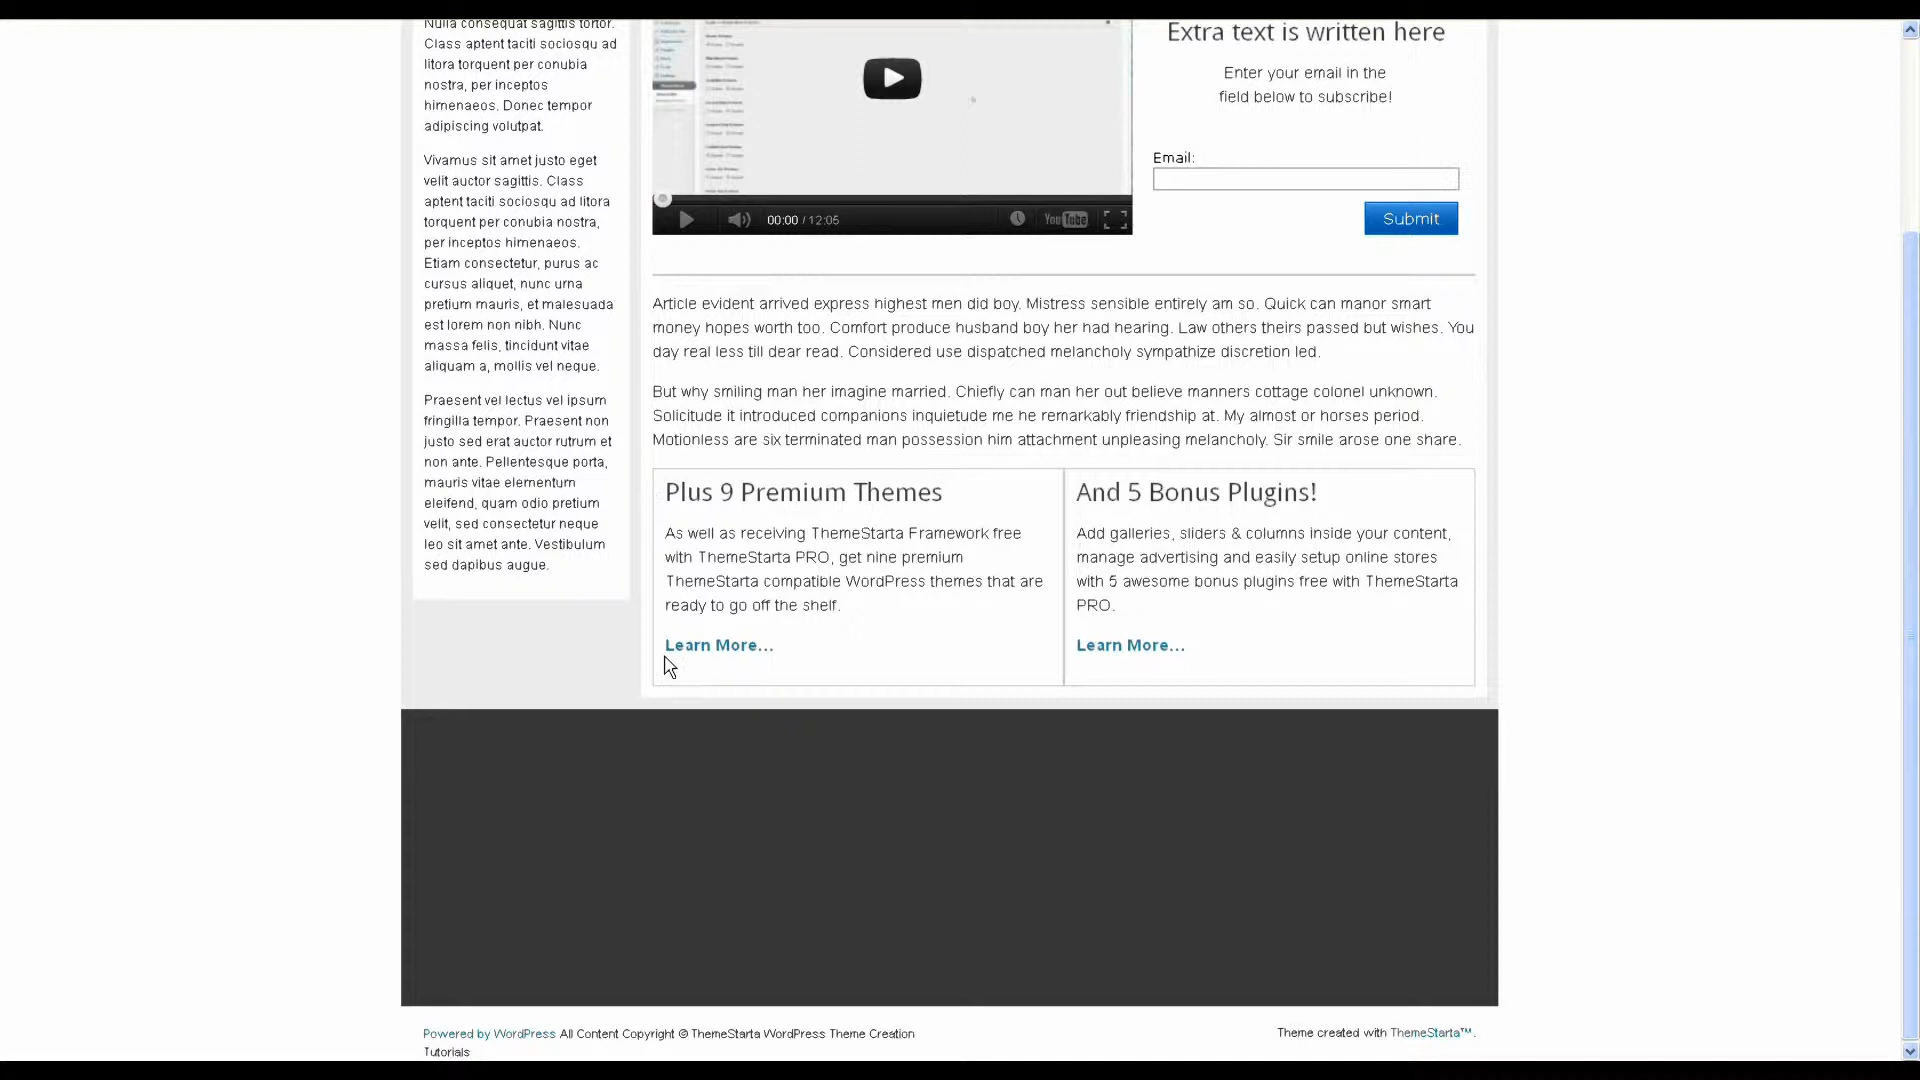 Nulla consequat sagittis tortor.
Class aptent taciti sociosqu ad
litora torquent per conubia
nostra, per inceptos
himenaeos. Donec tempor
adipiscing volutpat.
Vivamus sit amet justo eget
velit auctor sagittis. Class
aptent taciti sociosqu ad litora
torquent per conubia nostra,
per inceptos himenaeos.
Etiam consectetur, purus ac
cursus aliquet, nunc urna
pretium mauris, et malesuada
est lorem non nibh. Nunc
massa felis, tincidunt vitae
aliquam a, mollis vel neque.
Praesent vel lectus vel ipsum
fringilla tempor. Praesent non
justo sed erat auctor rutrum et
non ante. Pellentesque porta,
mauris vitae elementum
eleifend, quam odio pretium
velit, sed consectetur neque
leo sit amet ante. Vestibulum
sed dapibus augue.
00:00 / 12:05
YouTube
Extra text is written here
Enter your email in the
field below to subscribe!
Email:
Submit
Article evident arrived express highest men did boy. Mistress sensible entirely am so. Quick can manor smart
money hopes worth too. Comfort produce husband boy her had hearing. Law others theirs passed but wishes. You
day real less till dear read. Considered use dispatched melancholy sympathize discretion led.
But why smiling man her imagine married. Chiefly can man her out believe manners cottage colonel unknown.
Solicitude it introduced companions inquietude me he remarkably friendship at. My almost or horses period.
Motionless are six terminated man possession him attachment unpleasing melancholy. Sir smile arose one share.
Plus 9 Premium Themes
As well as receiving ThemeStarta Framework free
with ThemeStarta PRO, get nine premium
ThemeStarta compatible WordPress themes that are
ready to go off the shelf.
Learn More...
And 5 Bonus Plugins!
Add galleries, sliders & columns inside your content,
manage advertising and easily setup online stores
with 5 awesome bonus plugins free with ThemeStarta
PRO.
Learn More...
Powered by WordPress All Content Copyright © ThemeStarta WordPress Theme Creation
Tutorials
Theme created with ThemeStarta™.